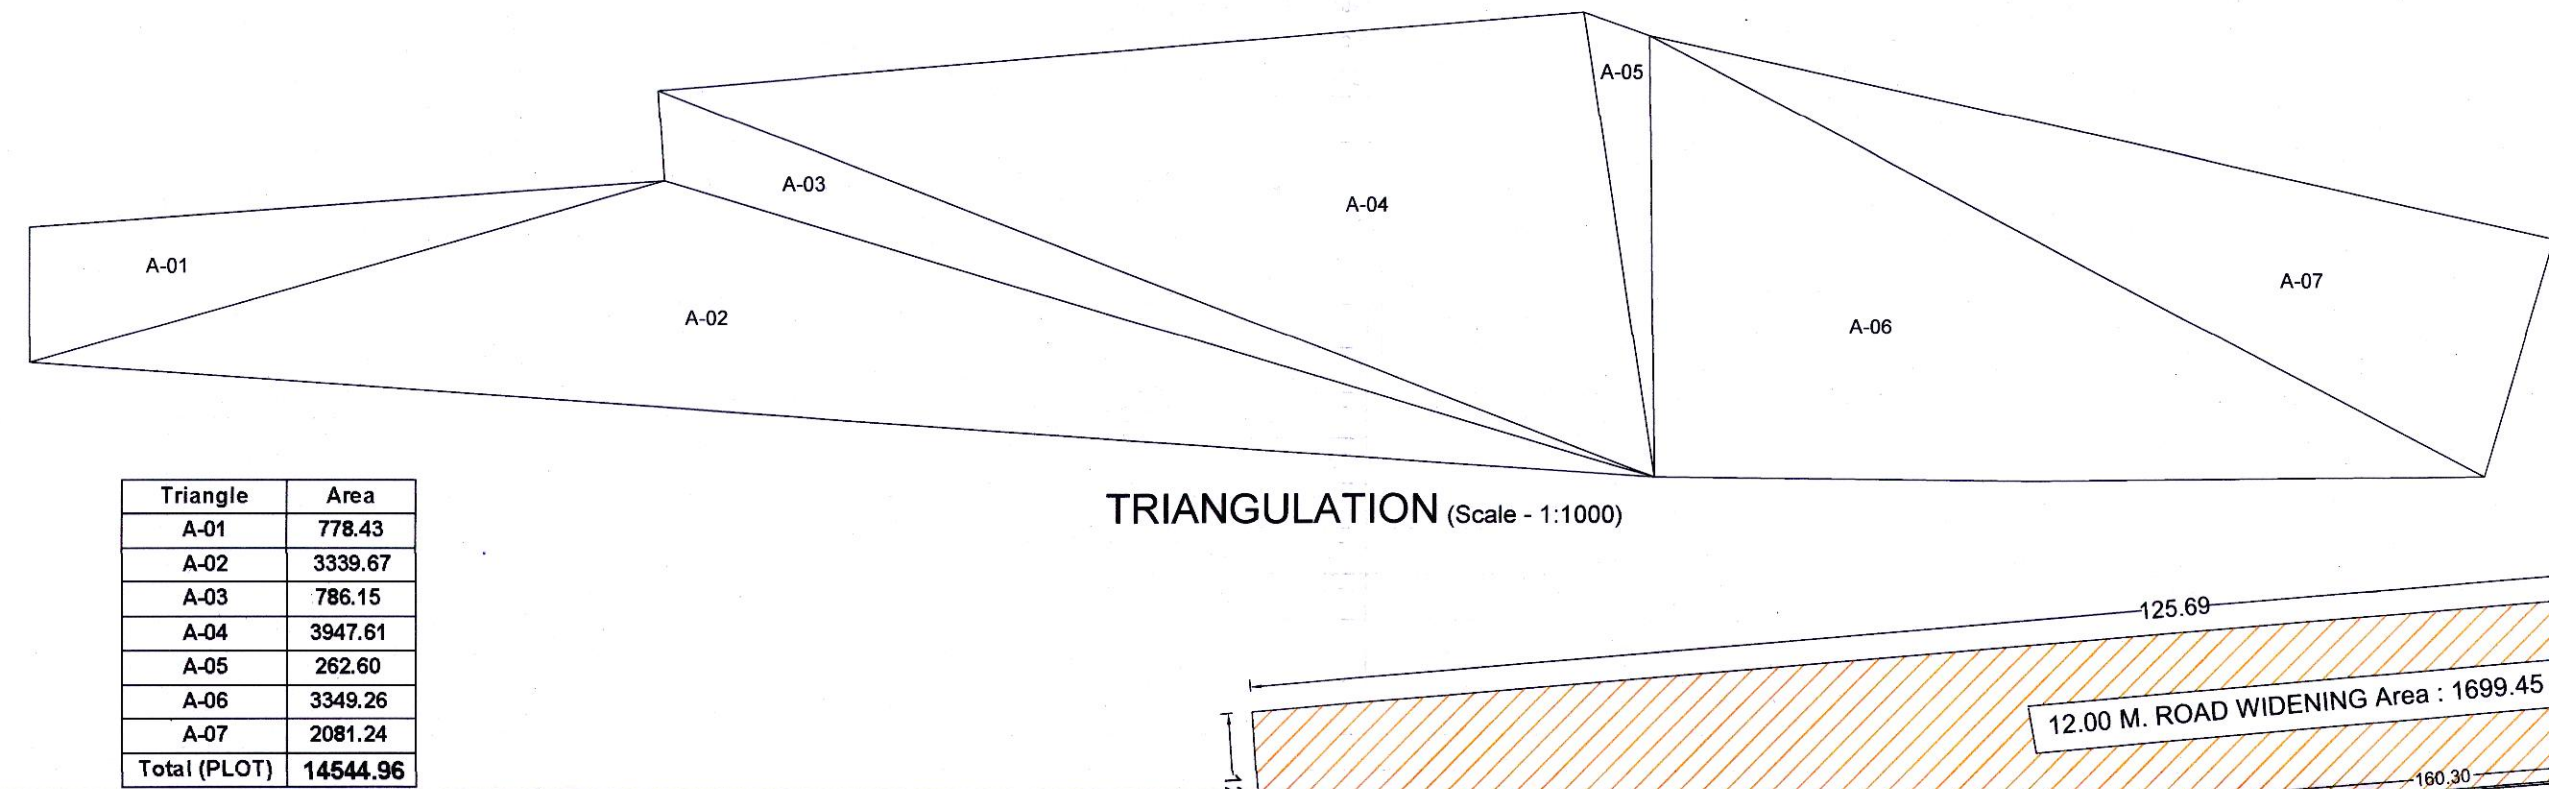 A-05
A-03
A-04
A-01
A-07
A-02
A-06
TRIANGULATION (Scale - 1:1000)
Triangle Area
A-01 778.43
A-02 3339.67
A-03 786.15
A-04 3947.61
A-05 262.60
A-06 3349.26
A-07 2081.24
Total (PLOT) 14544.96
125.69
12.00 M. ROAD WIDENING Area : 1699.45
160.30